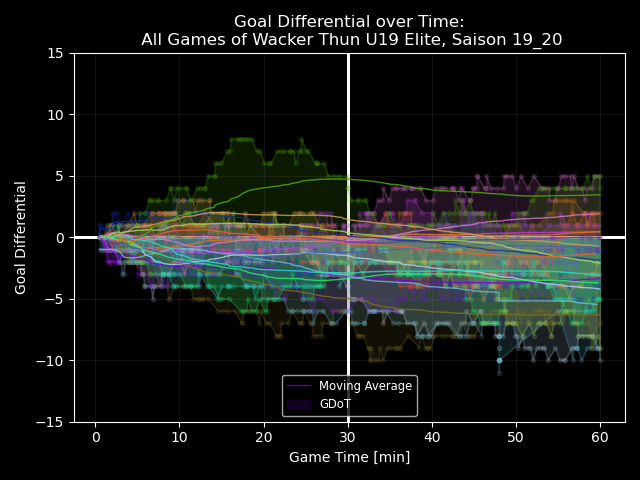 Goal Differential over Time:
All Games of Wacker Thun U19 Elite, Saison 19_20
15
10
5
0
−5
−10
−15
Goal Differential
0
10
20
30
40
50
60
Game Time [min]
Moving Average
GDoT